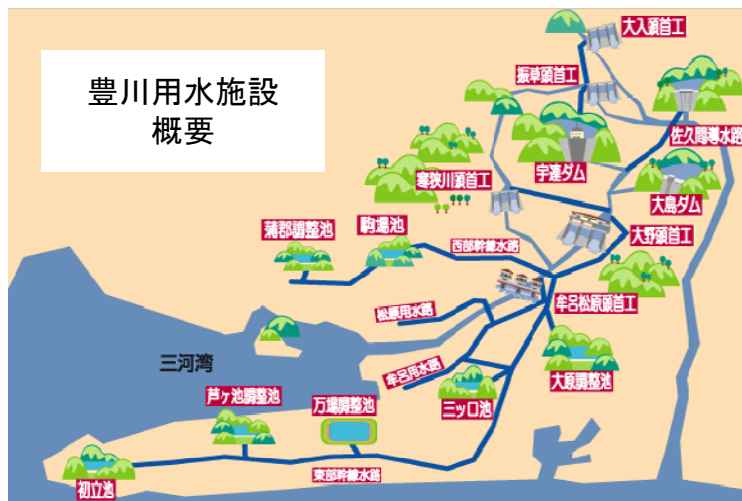 豊川用水施設
概要
大入頭首工
振草頭首工
佐久間導水路
宇連ダム
寒狭川頭首工
大島ダム
大野頭首工
蒲郡調整池
駒場池
西部幹線水路
牟呂松原頭首工
松原用水路
三河湾
牟呂用水路
大原調整池
芦ヶ池調整池
万場調整池
三ツ口池
初立池
東部幹線水路